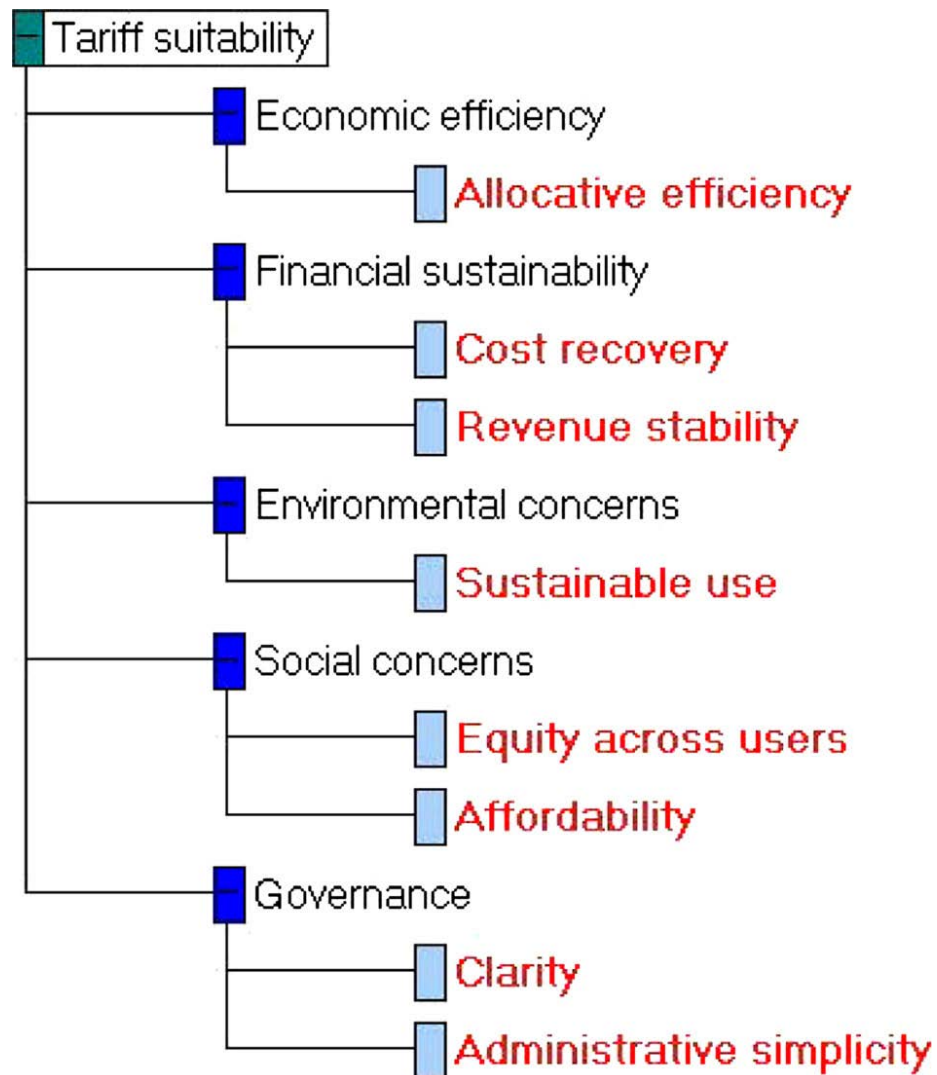 Tariff suitability
Economic efficiency
Allocative efficiency
Financial sustainability
Cost recovery
Revenue stability
Environmental concerns
Sustainable use
Social concerns
Equity across users
Affordability
Governance
Clarity
Administrative simplicity